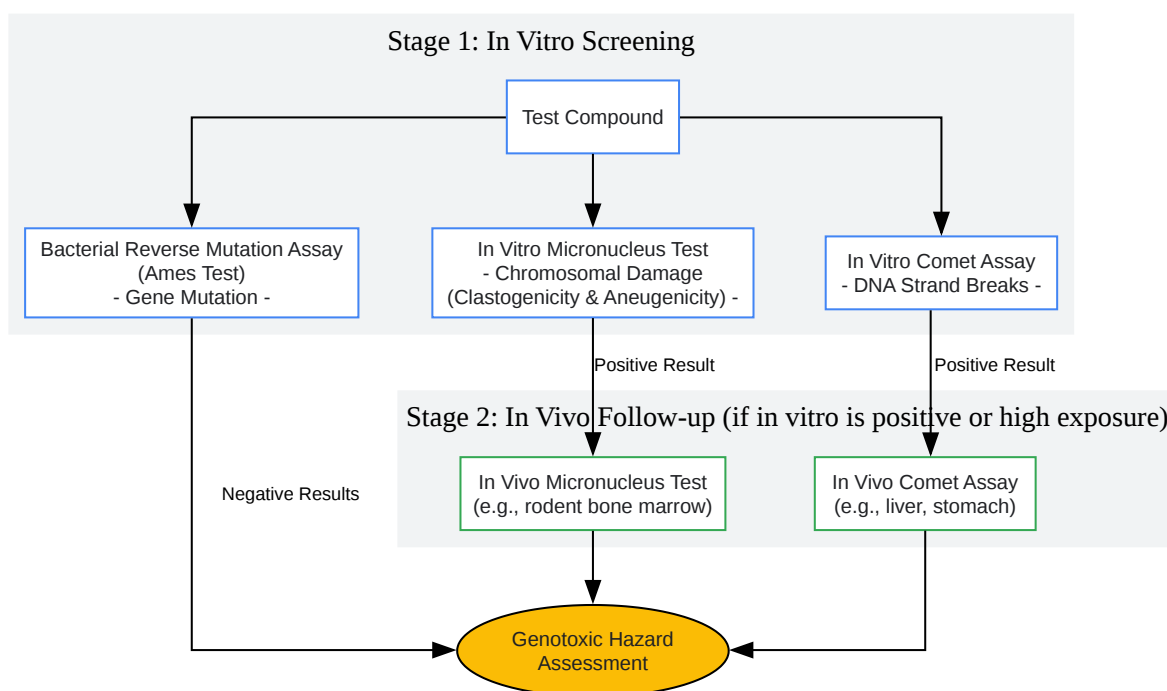 Stage 1: In Vitro Screening
Test Compound
Bacterial Reverse Mutation Assay
(Ames Test)
- Gene Mutation -
In Vitro Micronucleus Test
- Chromosomal Damage
(Clastogenicity & Aneugenicity) -
In Vitro Comet Assay
- DNA Strand Breaks -
Positive Result
Positive Result
Stage 2: In Vivo Follow-up (if in vitro is positive or high exposure)
In Vivo Micronucleus Test
(e.g., rodent bone marrow)
In Vivo Comet Assay
(e.g., liver, stomach)
Negative Results
Genotoxic Hazard
Assessment